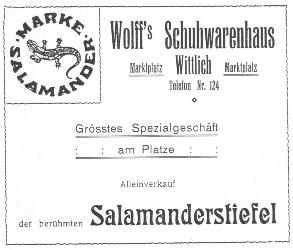 · MARKE ·
SALAMANDER
Wolff's Schuhwarenhaus
Marktplatz Wittlich Marktplatz
Telefon Nr. 124
Grösstes Spezialgeschäft
: : am Platze : :
Alleinverkauf
der berühmten Salamanderstiefel